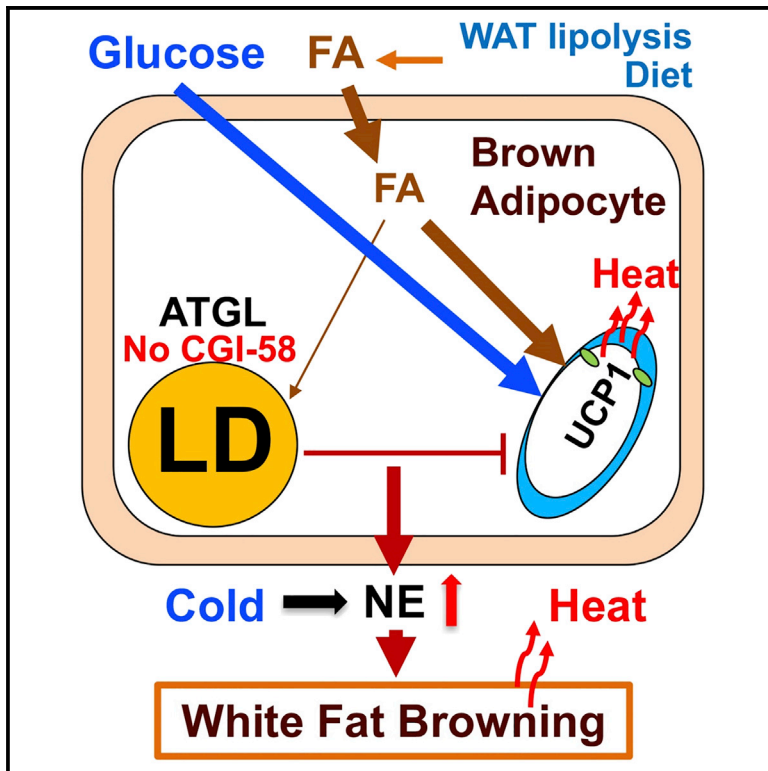 Glucose
FA
WAT lipolysis
Diet
FA
Brown
Adipocyte
Heat
ATGL
No CGI-58
LD
UCP1
Cold
NE
Heat
White Fat Browning